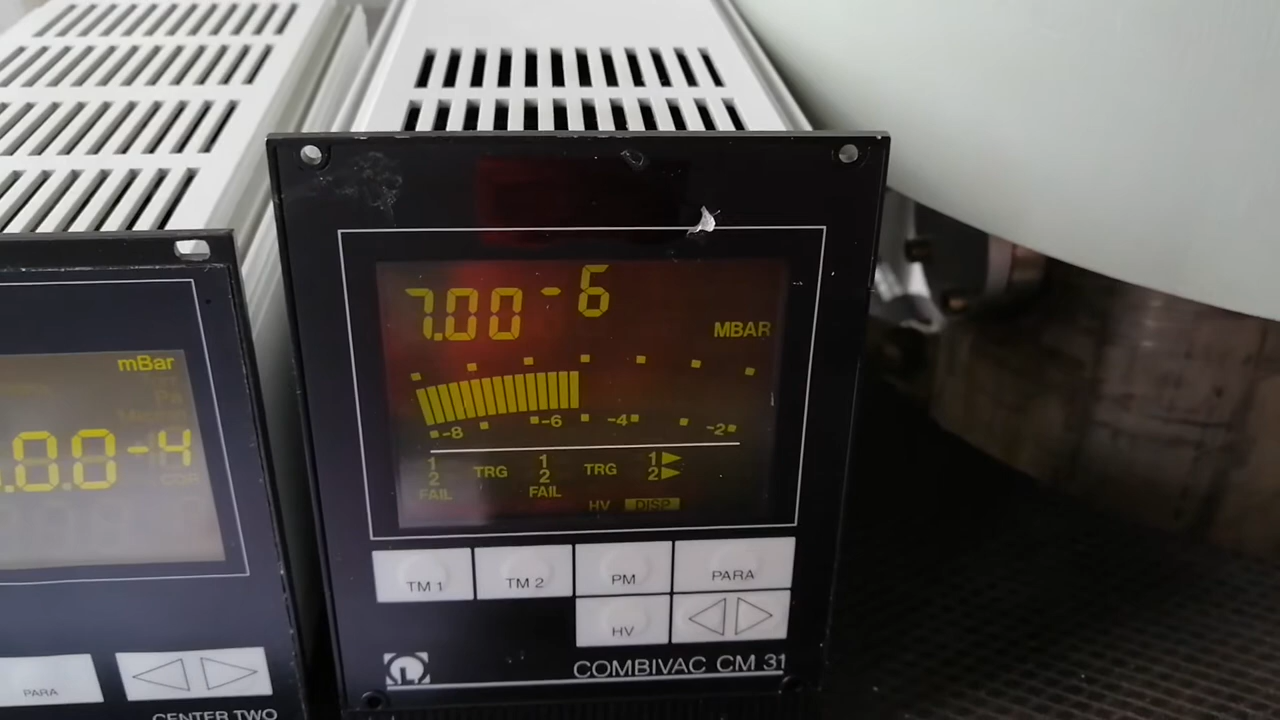 7.00 -6
MBAR
-8 -6 -4 -2
1 1 1
TRG TRG
2 2 2
FAIL FAIL
HV DISP
TM 1 TM 2 PM PARA
HV
COMBIVAC CM 31
mBar
.00 -4
PARA
CENTER TWO